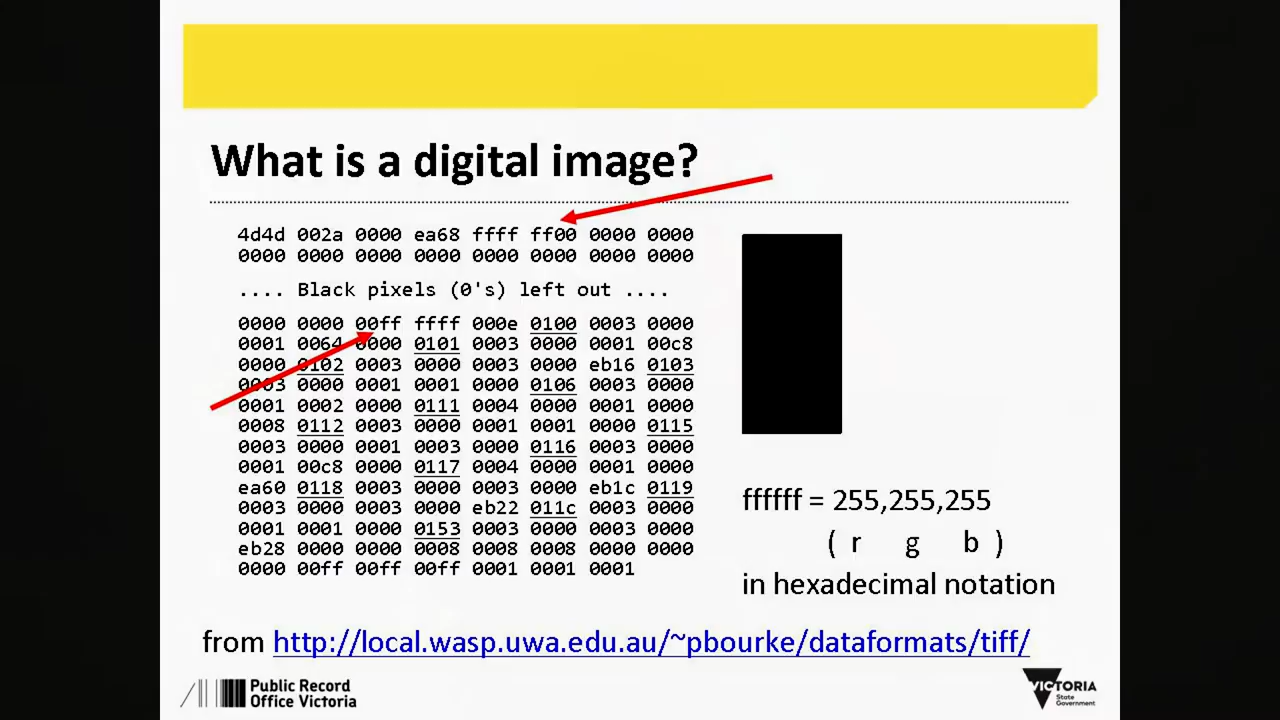 What is a digital image?
4d4d 002a 0000 ea68 ffff ff00 0000 0000
0000 0000 0000 0000 0000 0000 0000 0000
.... Black pixels (0's) left out ....
0000 0000 00ff ffff 000e 0100 0003 0000
0001 0064 0000 0101 0003 0000 0001 00c8
0000 0102 0003 0000 0003 0000 eb16 0103
0003 0000 0001 0001 0000 0106 0003 0000
0001 0002 0000 0111 0004 0000 0001 0000
0008 0112 0003 0000 0001 0001 0000 0115
0003 0000 0001 0003 0000 0116 0003 0000
0001 00c8 0000 0117 0004 0000 0001 0000
ea60 0118 0003 0000 0003 0000 eb1c 0119
0003 0000 0003 0000 eb22 011c 0003 0000
0001 0001 0000 0153 0003 0000 0003 0000
eb28 0000 0000 0008 0008 0008 0000 0000
0000 00ff 00ff 00ff 0001 0001 0001
ffffff = 255,255,255
( r g b )
in hexadecimal notation
from http://local.wasp.uwa.edu.au/~pbourke/dataformats/tiff/
Public Record
Office Victoria
VICTORIA
State
Government